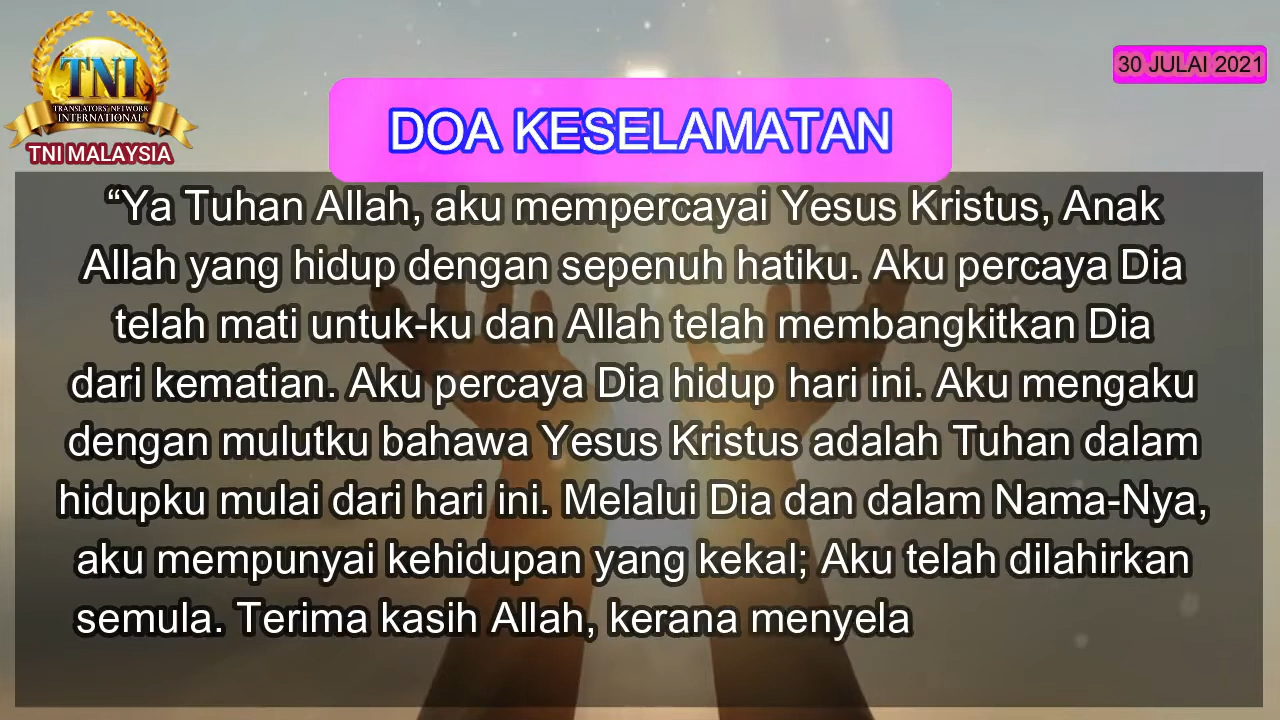 TNI
TRANSLATORS NETWORK
INTERNATIONAL
TNI MALAYSIA
30 JULAI 2021
DOA KESELAMATAN
“Ya Tuhan Allah, aku mempercayai Yesus Kristus, Anak
Allah yang hidup dengan sepenuh hatiku. Aku percaya Dia
telah mati untuk-ku dan Allah telah membangkitkan Dia
dari kematian. Aku percaya Dia hidup hari ini. Aku mengaku
dengan mulutku bahawa Yesus Kristus adalah Tuhan dalam
hidupku mulai dari hari ini. Melalui Dia dan dalam Nama-Nya,
aku mempunyai kehidupan yang kekal; Aku telah dilahirkan
semula. Terima kasih Allah, kerana menyela